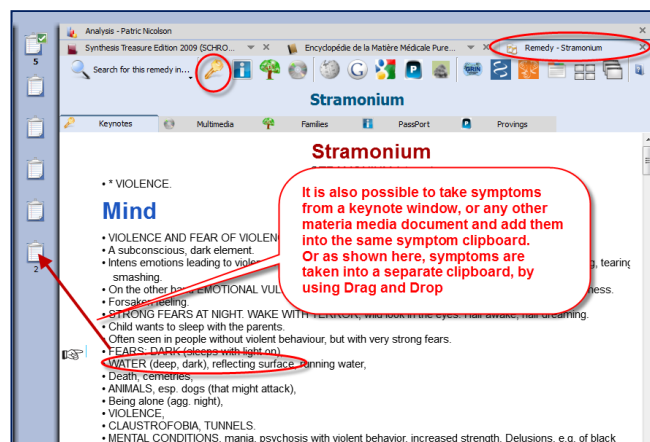 Analysis - Patric Nicolson
Synthesis Treasure Edition 2009 (SCHRO...
Encyclopédie de la Matière Médicale Pure...
Remedy - Stramonium
5
Search for this remedy in...
Stramonium
Keynotes
Multimedia
Families
PassPort
Provings
Stramonium
• * VIOLENCE.
Mind
It is also possible to take symptoms
from a keynote window, or any other
materia media document and add them
into the same symptom clipboard.
Or as shown here, symptoms are
taken into a separate clipboard, by
using Drag and Drop
• VIOLENCE AND FEAR OF VIOLEN
• A subconscious, dark element.
• Intens emotions leading to viole g, tearing
smashing.
• On the other hand EMOTIONAL VUL ness.
• Forsaken feeling.
• STRONG FEARS AT NIGHT. WAKE WITH TERROR, wild look in the eyes. Half awake, half dreaming.
• Child wants to sleep with the parents.
• Often seen in people without violent behaviour, but with very strong fears.
• FEARS: DARK (sleeps with light on)
• WATER (deep, dark), reflecting surface, running water,
2
• Death, cemetries,
• ANIMALS, esp. dogs (that might attack),
• Being alone (agg. night),
• VIOLENCE,
• CLAUSTROFOBIA, TUNNELS.
• MENTAL CONDITIONS, mania, psychosis with violent behavior, increased strength. Delusions, e.g. of black